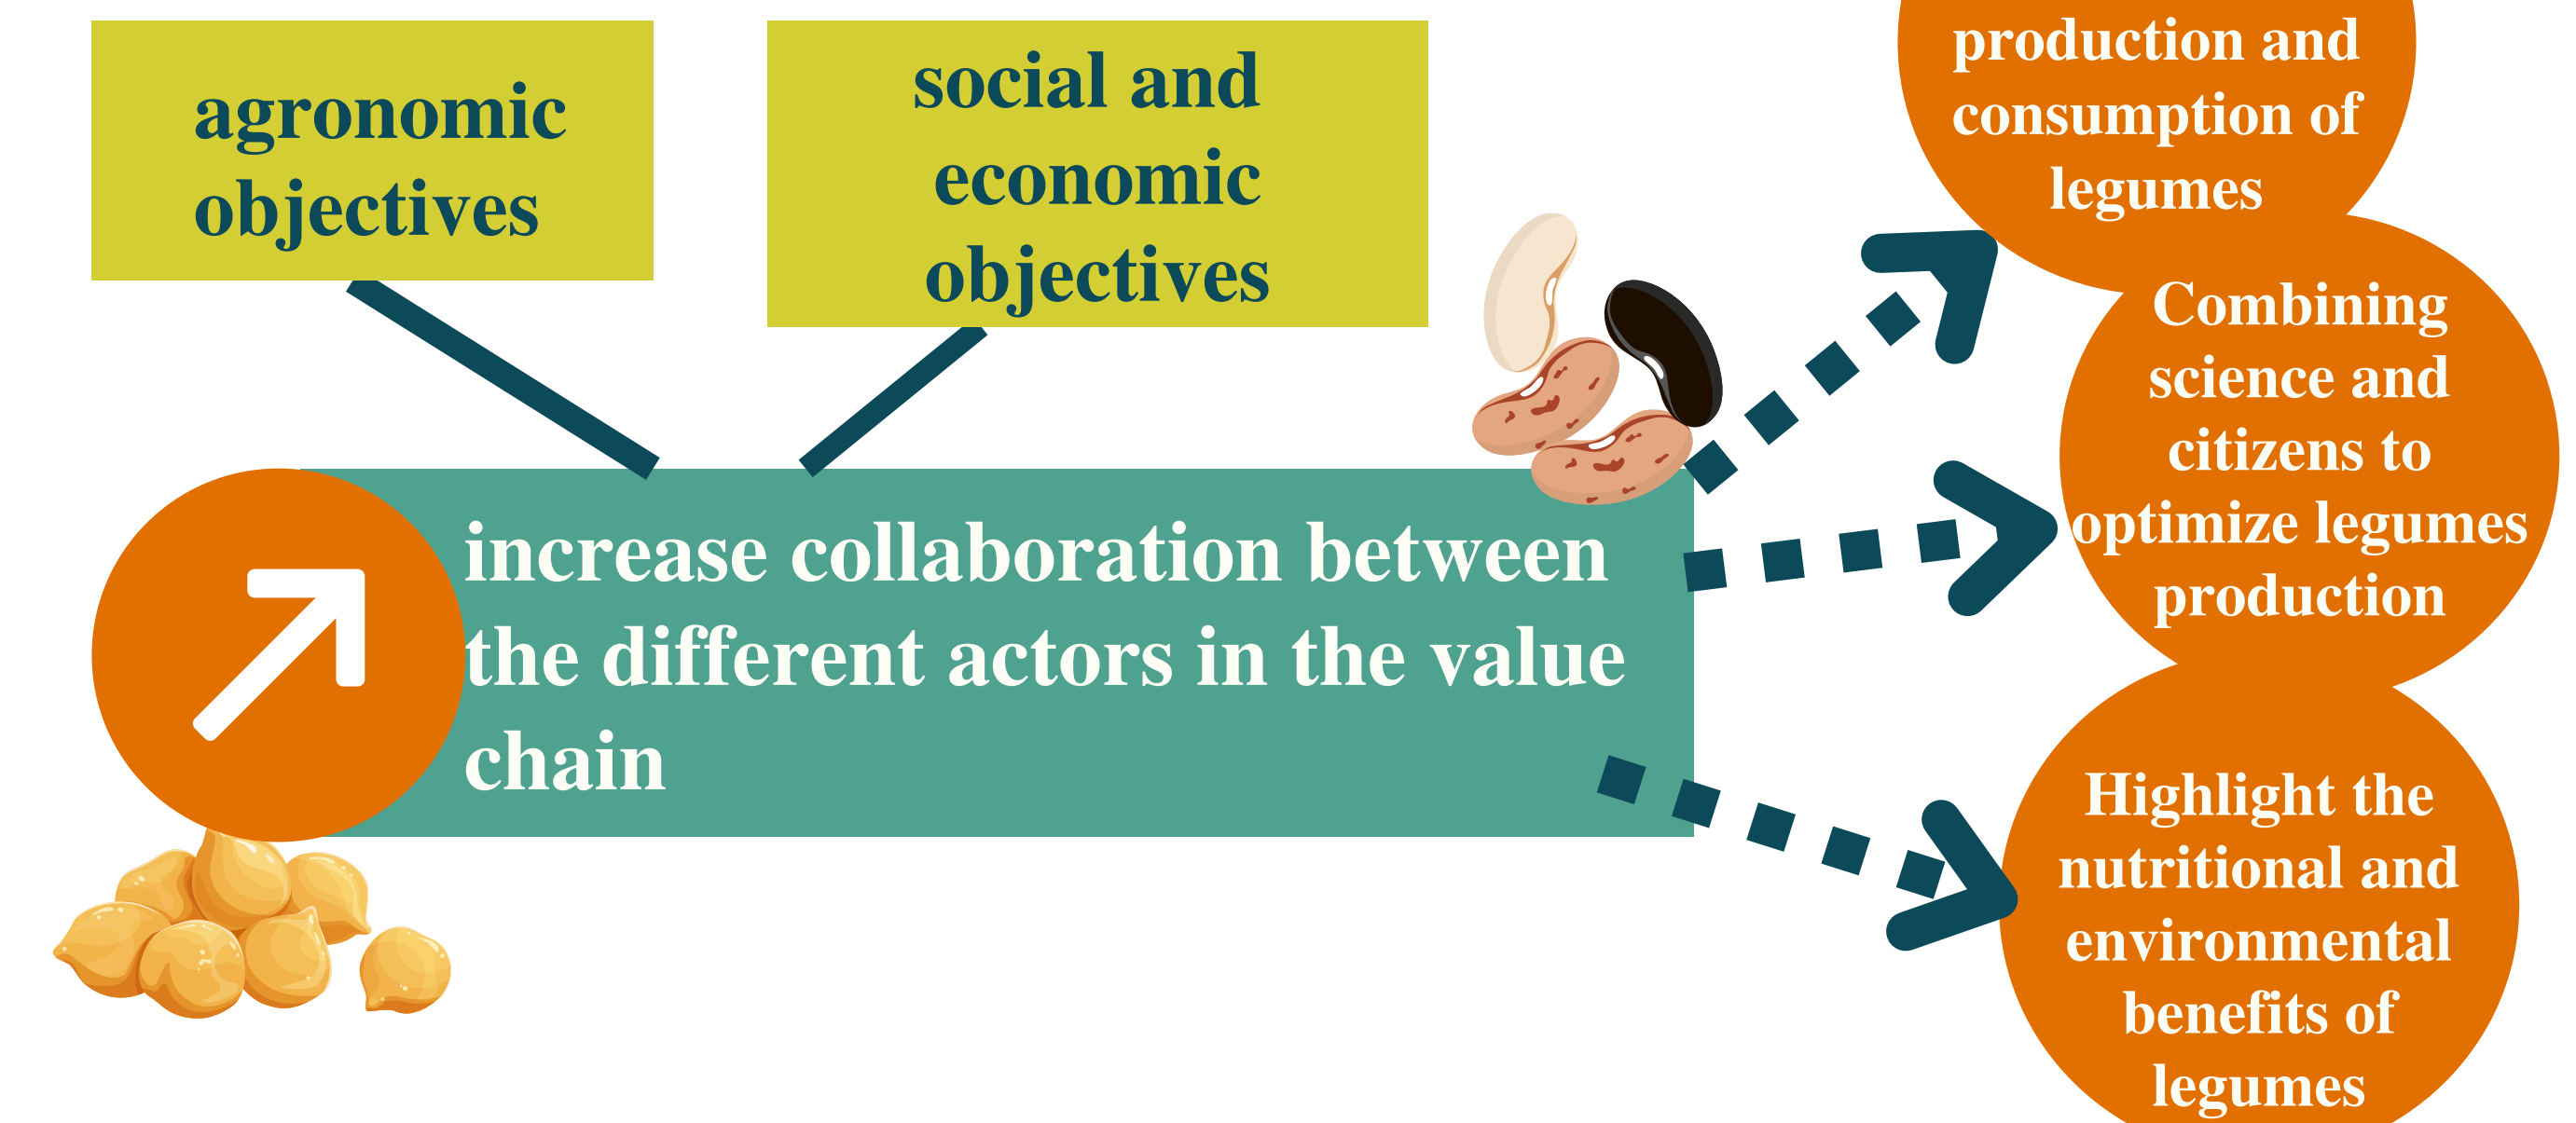 agronomic
objectives
social and
economic
objectives
increase collaboration between
the different actors in the value
chain
production and
consumption of
legumes
Combining
science and
citizens to
optimize legumes
production
Highlight the
nutritional and
environmental
benefits of
legumes